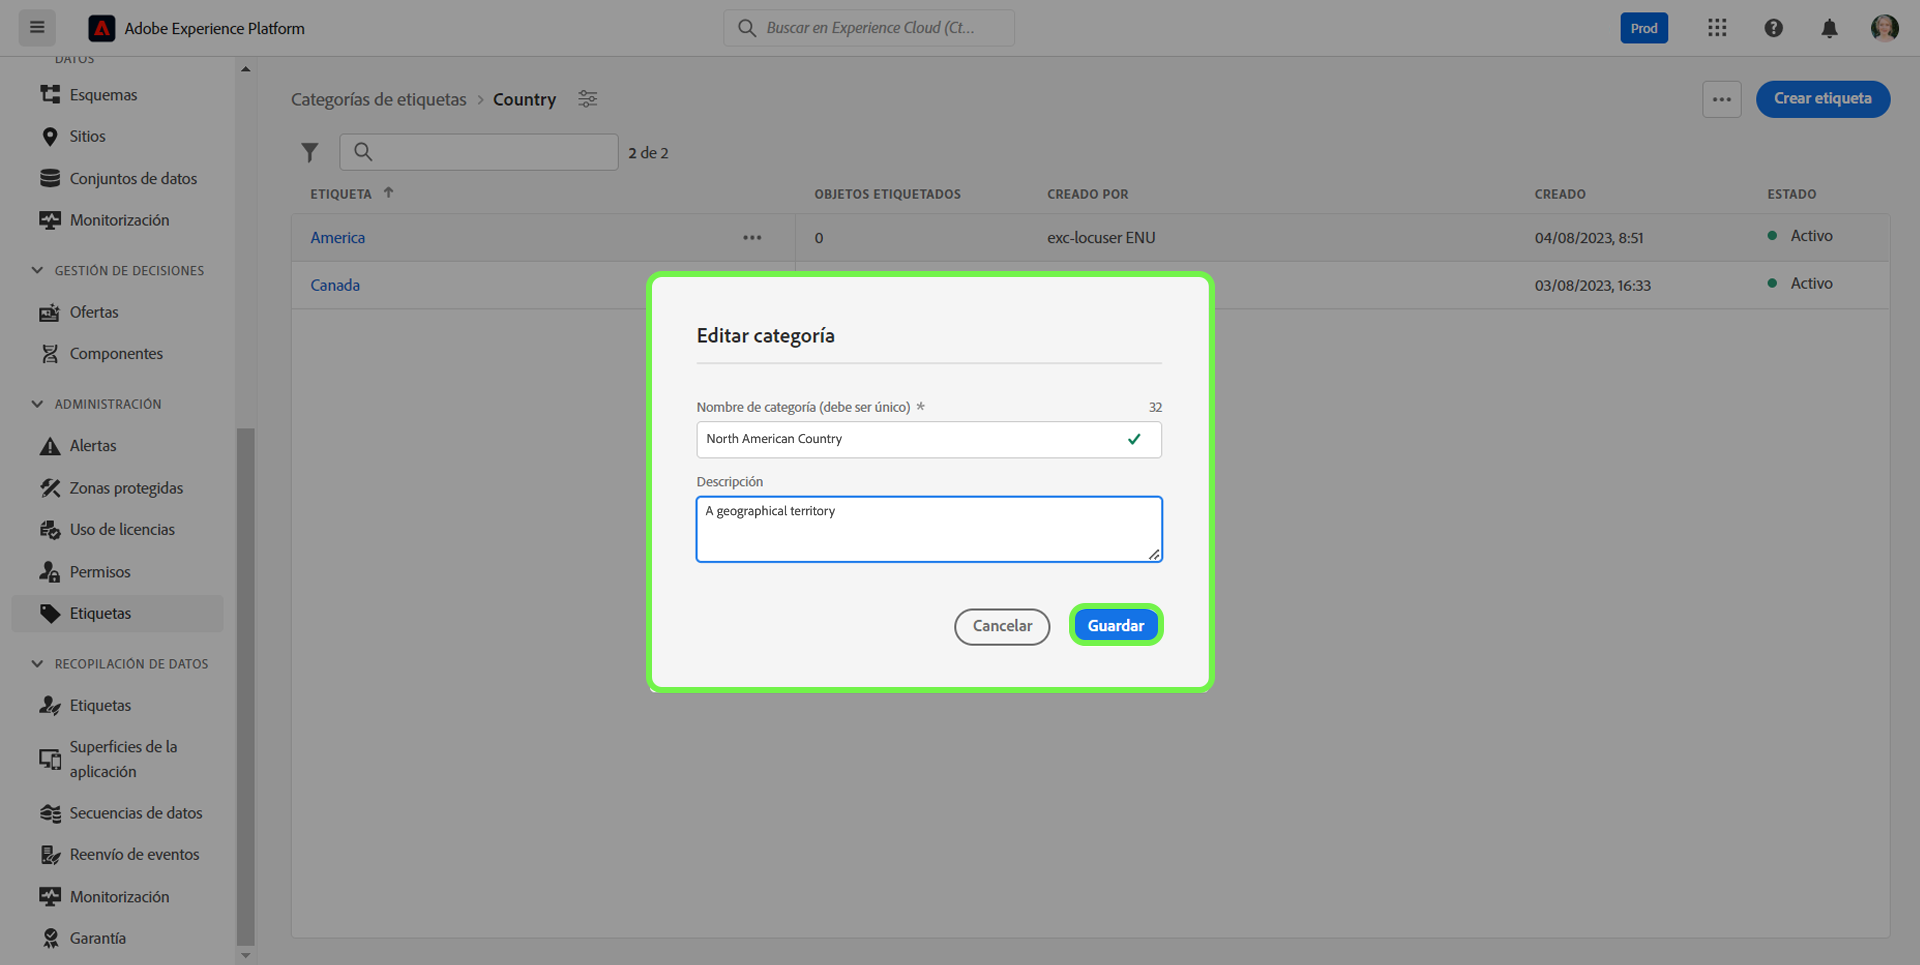 Adobe Experience Platform
Buscar en Experience Cloud (Ct...
Prod
DATOS
Esquemas
Sitios
Conjuntos de datos
Monitorización
GESTIÓN DE DECISIONES
Ofertas
Componentes
ADMINISTRACIÓN
Alertas
Zonas protegidas
Uso de licencias
Permisos
Etiquetas
RECOPILACIÓN DE DATOS
Etiquetas
Superficies de la
aplicación
Secuencias de datos
Reenvío de eventos
Monitorización
Garantía
Categorías de etiquetas > Country
Crear etiqueta
2 de 2
ETIQUETA OBJETOS ETIQUETADOS CREADO POR CREADO ESTADO
America 0 exc-locuser ENU 04/08/2023, 8:51 Activo
Canada 03/08/2023, 16:33 Activo
Editar categoría
Nombre de categoría (debe ser único) * 32
North American Country
Descripción
A geographical territory
Cancelar
Guardar